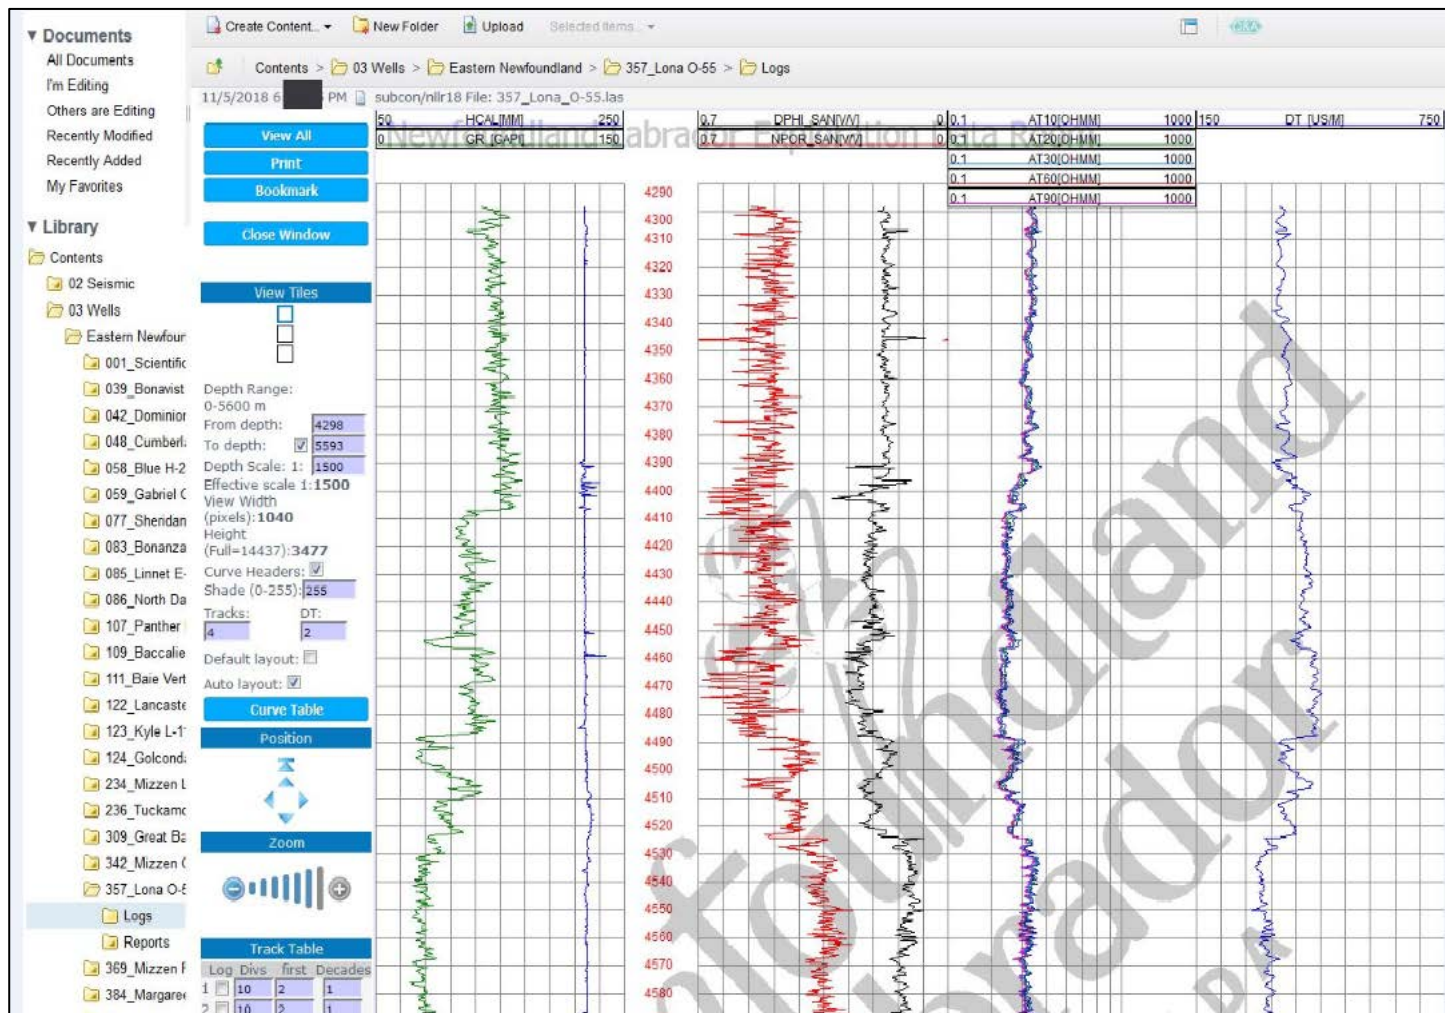 Create Content... New Folder Upload Selected Items...
Documents
All Documents
I'm Editing
Others are Editing
Recently Modified
Recently Added
My Favorites
Library
Contents
02 Seismic
03 Wells
Eastern Newfour
001_Scientific
039_Bonavist
042_Dominion
048_Cumberla
058_Blue H-2
059_Gabriel C
077_Sheridan
083_Bonanza
085_Linnet E-
086_North Da
107_Panther
109_Baccalie
111_Baie Vert
122_Lancaste
123_Kyle L-1
124_Golconda
234_Mizzen L
236_Tuckamo
309_Great Ba
342_Mizzen
357_Lona O-5
Logs
Reports
369_Mizzen F
384_Margaree
Contents > 03 Wells > Eastern Newfoundland > 357_Lona O-55 > Logs
11/5/2018 6 PM subcon/nllr18 File: 357_Lona_O-55.las
View All
Print
Bookmark
Close Window
View Tiles
Depth Range:
0-5600 m
From depth: 4298
To depth: 5593
Depth Scale: 1: 1500
Effective scale 1:1500
View Width
(pixels):1040
Height
(Full=14437):3477
Curve Headers:
Shade (0-255): 255
Tracks: DT:
4 2
Default layout:
Auto layout:
Curve Table
Position
Zoom
Track Table
Log Divs first Decades
1 10 2 1
2 10 2 1
50 HCAL[MM] 250
0 GR [GAPI] 150
0.7 DPHI_SAN[V/V] 0
0.7 NPOR_SAN[V/V] 0
0.1 AT10[OHMM] 1000
0.1 AT20[OHMM] 1000
0.1 AT30[OHMM] 1000
0.1 AT60[OHMM] 1000
0.1 AT90[OHMM] 1000
150 DT [US/M] 750
4290
4300
4310
4320
4330
4340
4350
4360
4370
4380
4390
4400
4410
4420
4430
4440
4450
4460
4470
4480
4490
4500
4510
4520
4530
4540
4550
4560
4570
4580